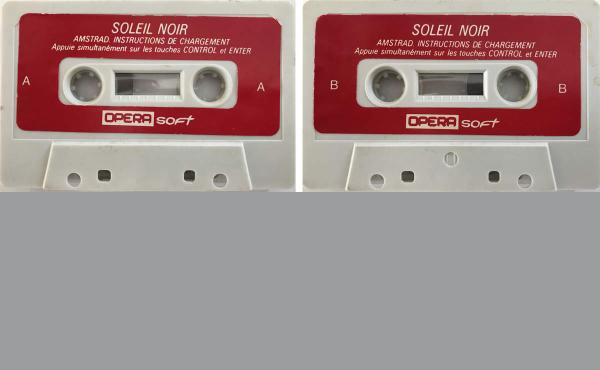 SOLEIL NOIR
AMSTRAD. INSTRUCTIONS DE CHARGEMENT
Appuie simultanément sur les touches CONTROL et ENTER
A
A
OPERA SOFT
SOLEIL NOIR
AMSTRAD. INSTRUCTIONS DE CHARGEMENT
Appuie simultanément sur les touches CONTROL et ENTER
B
B
OPERA SOFT